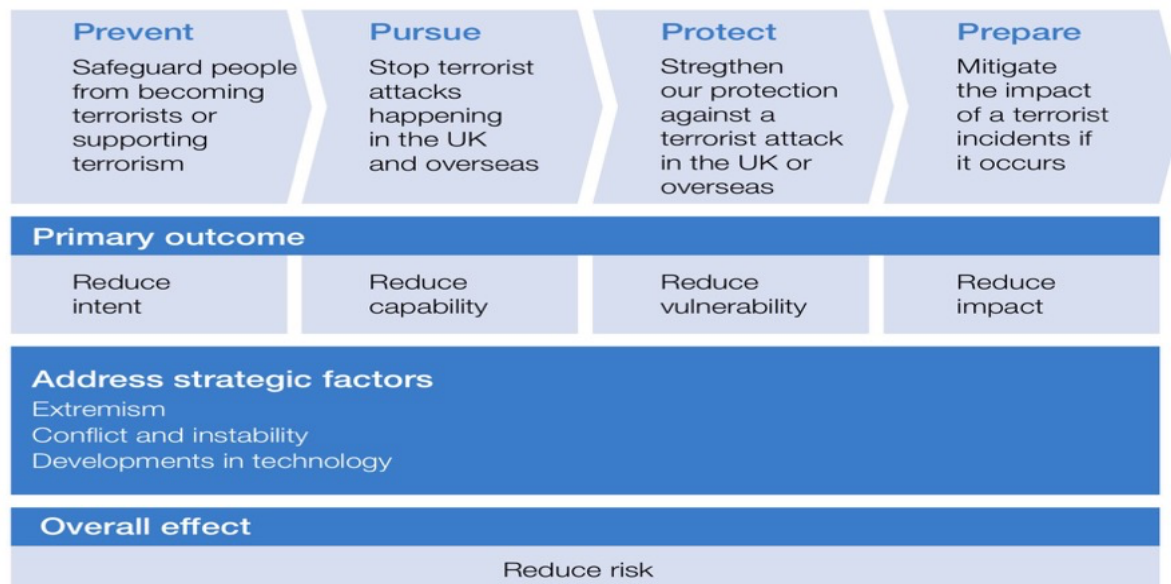 Prevent
Safeguard people
from becoming
terrorists or
supporting
terrorism
Pursue
Stop terrorist
attacks
happening
in the UK
and overseas
Protect
Stregthen
our protection
against a
terrorist attack
in the UK or
overseas
Prepare
Mitigate
the impact
of a terrorist
incidents if
it occurs
Primary outcome
Reduce
intent
Reduce
capability
Reduce
vulnerability
Reduce
impact
Address strategic factors
Extremism
Conflict and instability
Developments in technology
Overall effect
Reduce risk